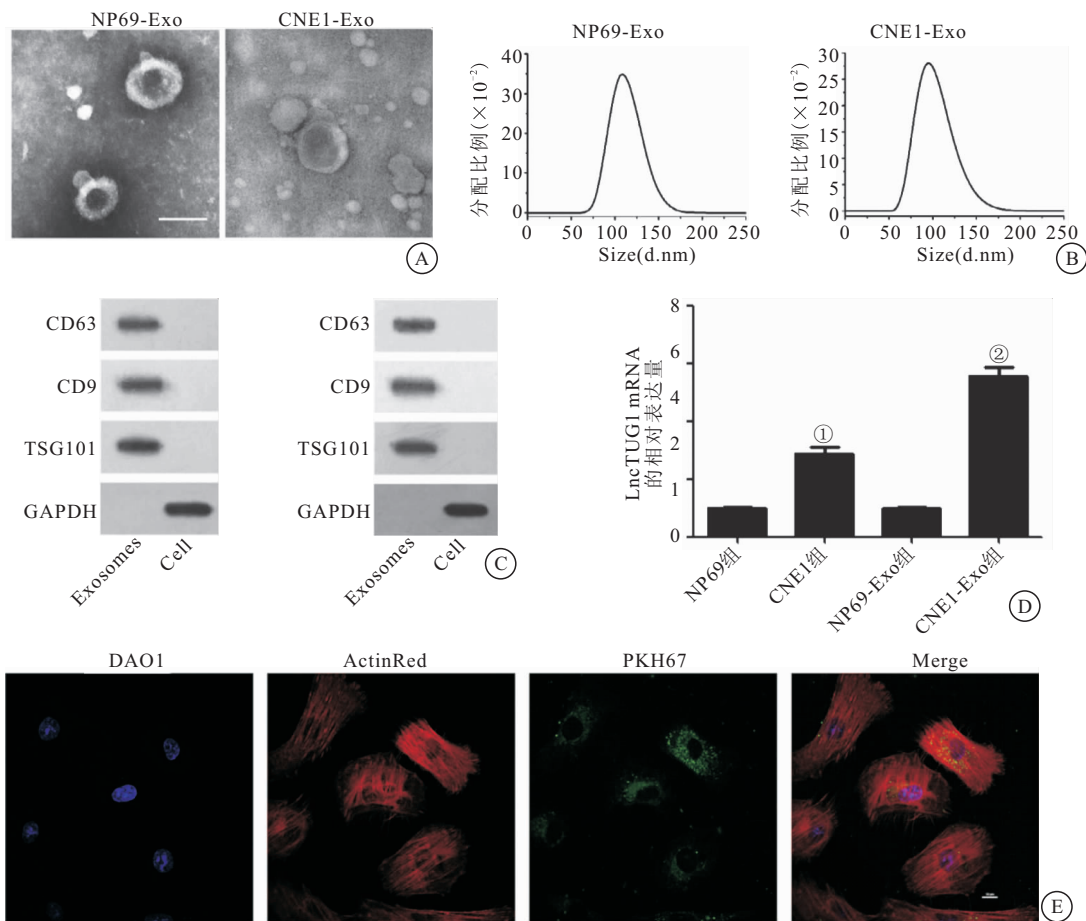 NP69-Exo
CNE1-Exo
A
NP69-Exo
分配比例(×10⁻²)
40
30
20
10
0
0 50 100 150 200 250
Size(d.nm)
CNE1-Exo
分配比例(×10⁻²)
30
25
20
15
10
5
0
0 50 100 150 200 250
Size(d.nm)
B
CD63
CD9
TSG101
GAPDH
Exosomes
Cell
CD63
CD9
TSG101
GAPDH
Exosomes
Cell
C
LncTUG1 mRNA
的相对表达量
8
6
4
2
1
0
①
②
NP69组
CNE1组
NP69-Exo组
CNE1-Exo组
D
DAO1
ActinRed
PKH67
Merge
E